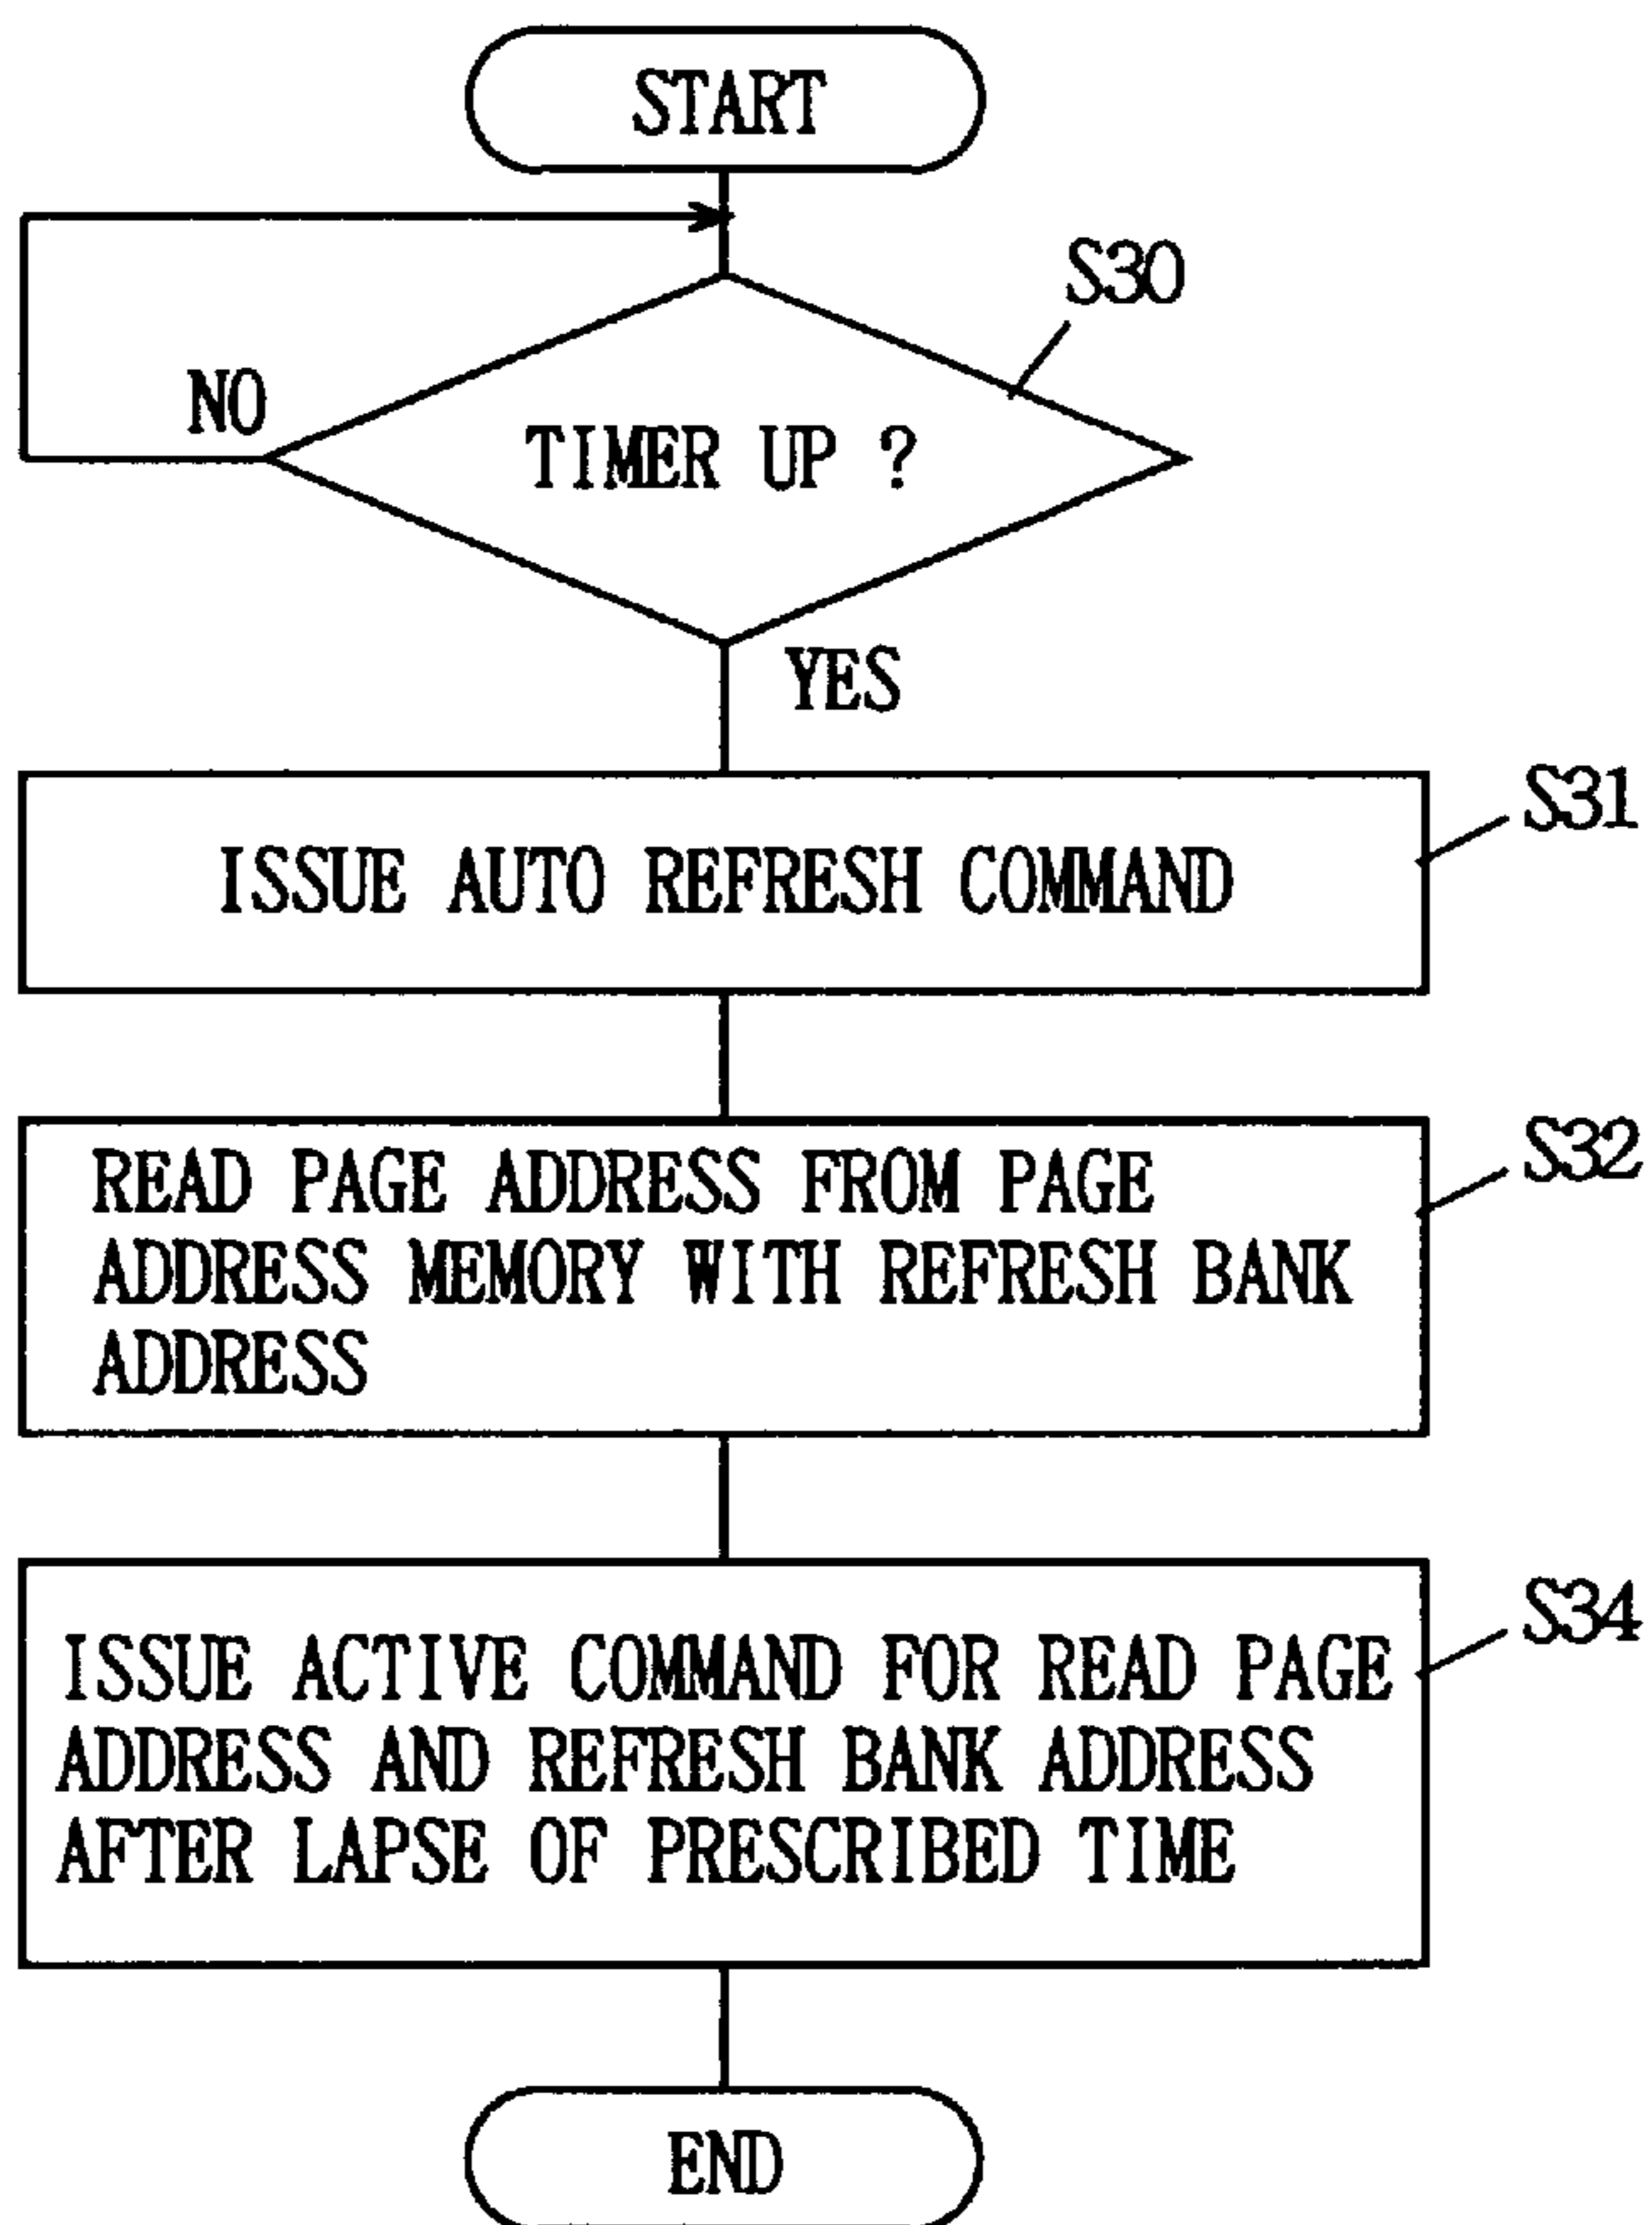 START
S30
NO
TIMER UP ?
YES
S31
ISSUE AUTO REFRESH COMMAND
S32
READ PAGE ADDRESS FROM PAGE
ADDRESS MEMORY WITH REFRESH BANK
ADDRESS
S34
ISSUE ACTIVE COMMAND FOR READ PAGE
ADDRESS AND REFRESH BANK ADDRESS
AFTER LAPSE OF PRESCRIBED TIME
END